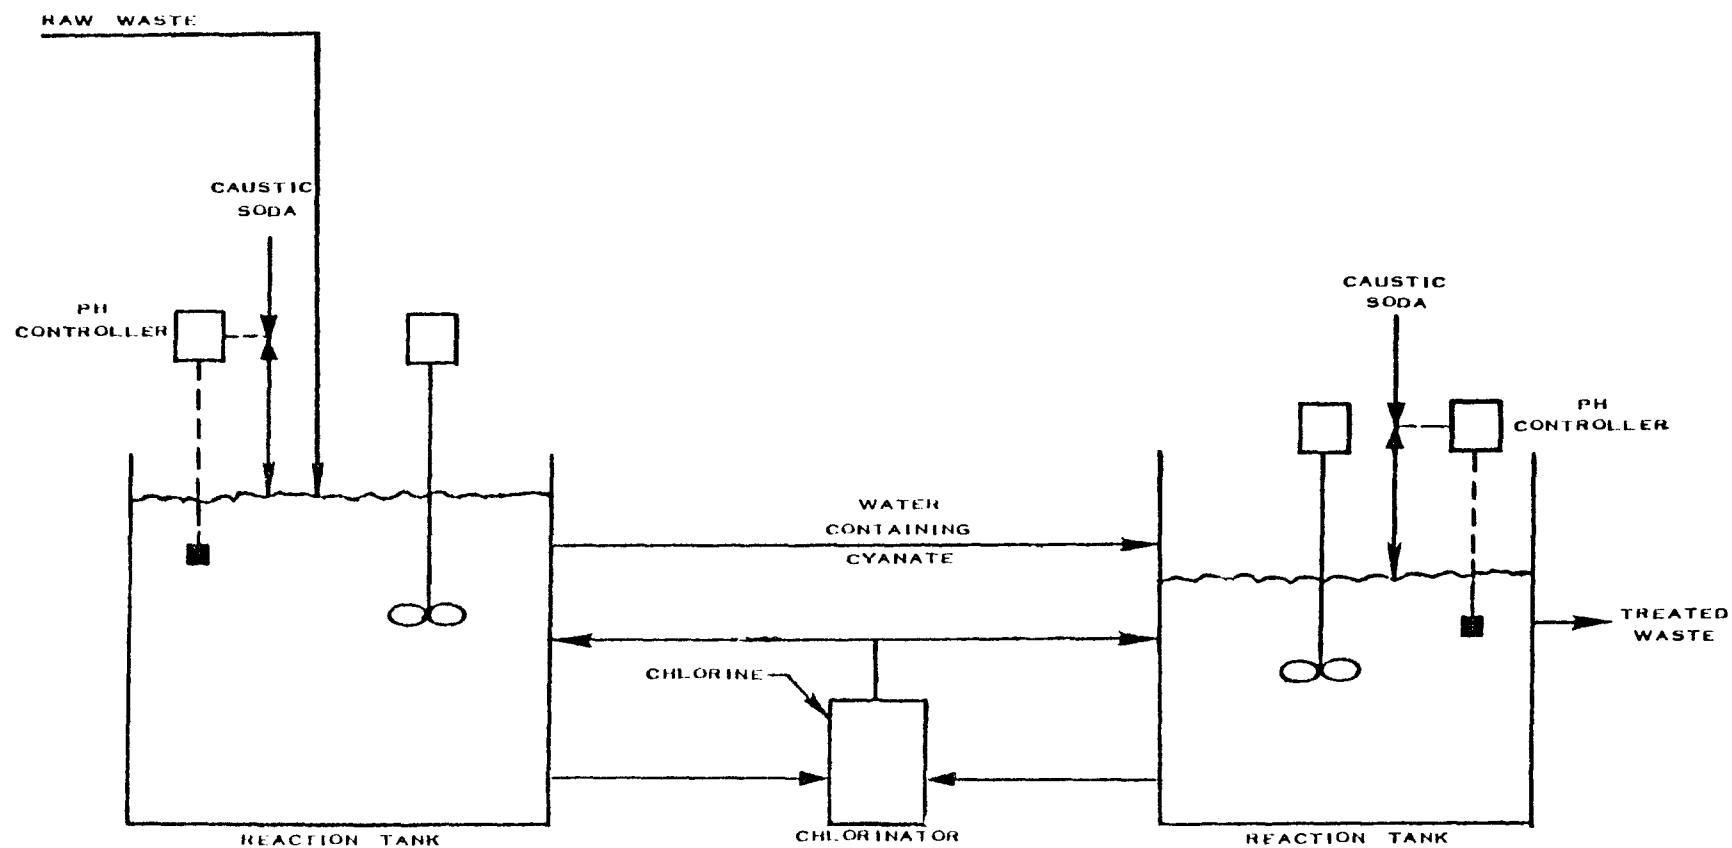 RAW WASTE
CAUSTIC
SODA
PH
CONTROLLER
CAUSTIC
SODA
PH
CONTROLLER
WATER
CONTAINING
CYANATE
TREATED
WASTE
CHLORINE
REACTION TANK
CHLORINATOR
REACTION TANK